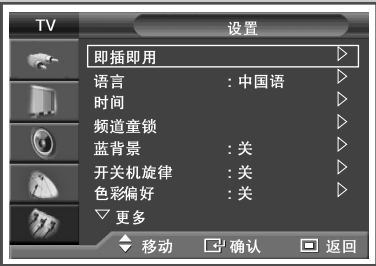 TV 设置
即插即用
语言 : 中国语
时间
频道童锁
蓝背景 : 关
开关机旋律 : 关
色彩偏好 : 关
更多
移动 确认 返回